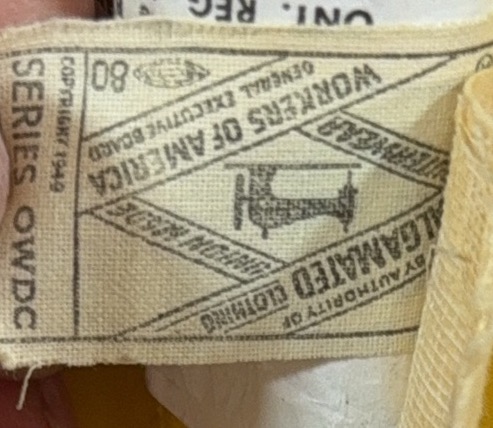 ONT. REG
BY AUTHORITY OF
AMALGAMATED CLOTHING
WORKERS OF AMERICA
GENERAL EXECUTIVE BOARD
UNION MADE
OUTERWEAR
80
COPYRIGHT 1949
SERIES OWDC